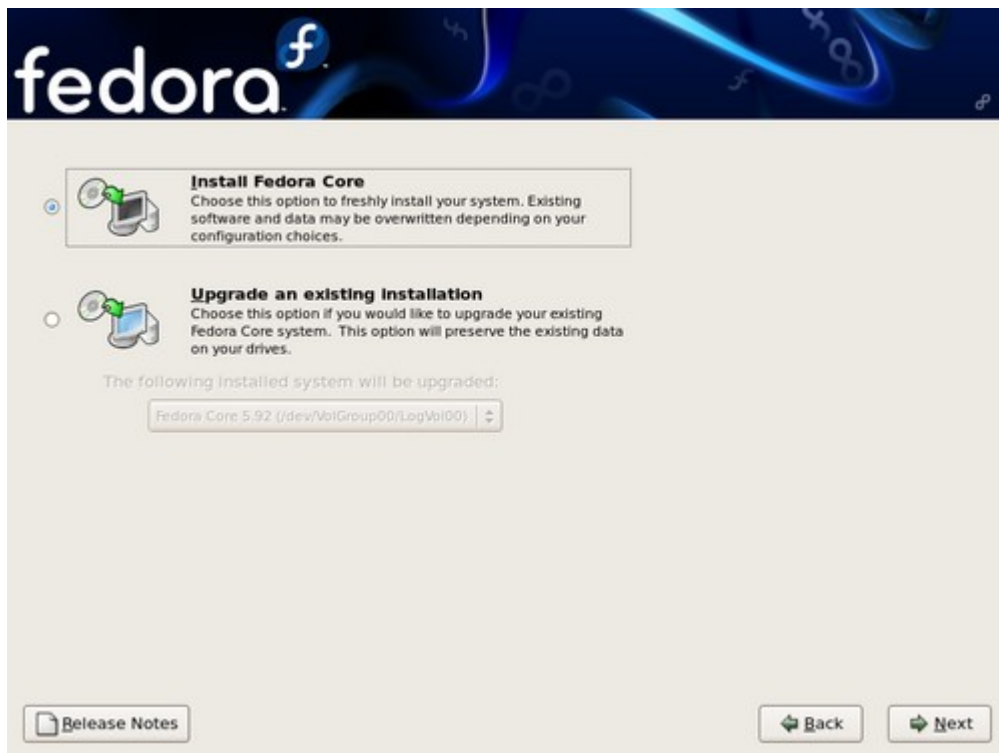 fedora
Install Fedora Core
Choose this option to freshly install your system. Existing
software and data may be overwritten depending on your
configuration choices.
Upgrade an existing installation
Choose this option if you would like to upgrade your existing
Fedora Core system. This option will preserve the existing data
on your drives.
The following installed system will be upgraded:
Fedora Core 5.92 (/dev/VolGroup00/LogVol00)
Release Notes
Back
Next